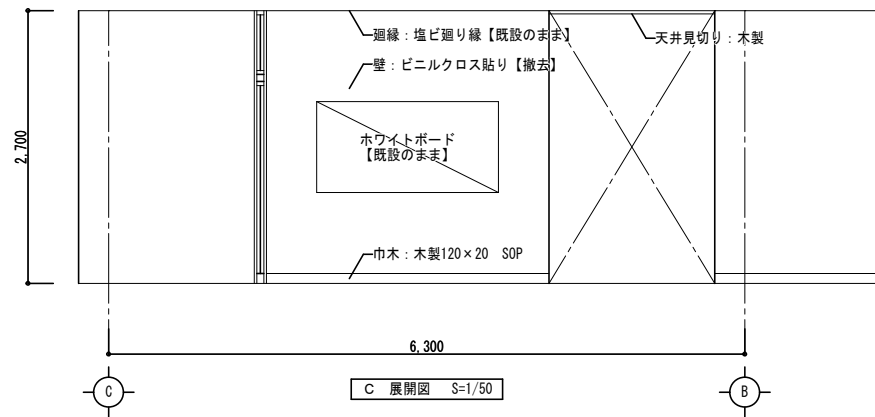 廻縁：塩ビ廻り縁【既設のまま】
天井見切り：木製
壁：ビニルクロス貼り【撤去】
2,700
ホワイトボード
【既設のまま】
巾木：木製120×20 SOP
6,300
C
C 展開図 S=1/50
B